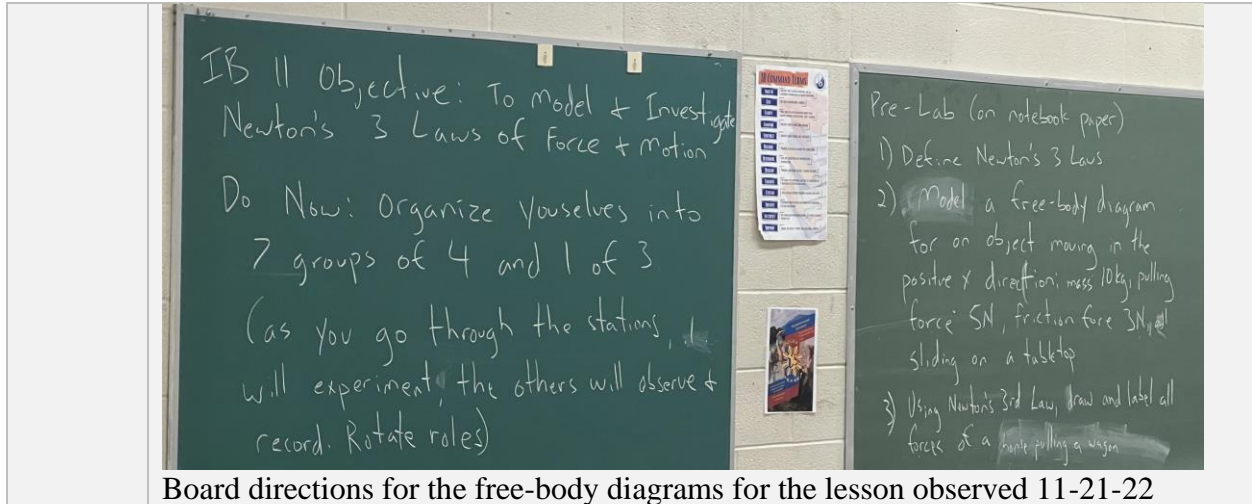 IB 11 Objective: To Model & Investigate
Newton's 3 Laws of Force & Motion
Do Now: Organize Youselves into
7 groups of 4 and 1 of 3
(as you go through the stations, 1
will experiment, the others will observe &
record. Rotate roles)
IB COMMAND TERMS
Pre-Lab (on notebook paper)
1) Define Newton's 3 Laws
2) Model a free-body diagram
for an object moving in the
positive x direction; mass 10kg, pulling
force 5N, friction force 3N,
sliding on a tabletop
3) Using Newton's 3rd Law, draw and label all
forces of a horse pulling a wagon
Board directions for the free-body diagrams for the lesson observed 11-21-22